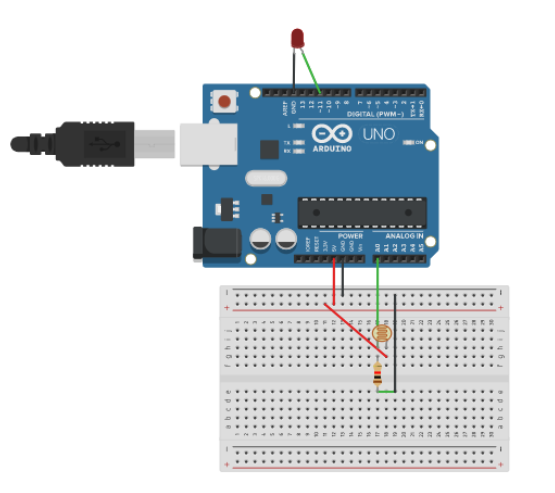 AREF
GND
13
12
~11
~10
~9
8
7
~6
~5
4
~3
2
TX→1
RX←0
DIGITAL (PWM~)
L
TX
RX
UNO
ARDUINO
ON
POWER
ANALOG IN
IOREF
RESET
3.3V
5V
GND
GND
Vin
A0
A1
A2
A3
A4
A5
j
i
h
g
f
e
d
c
b
a